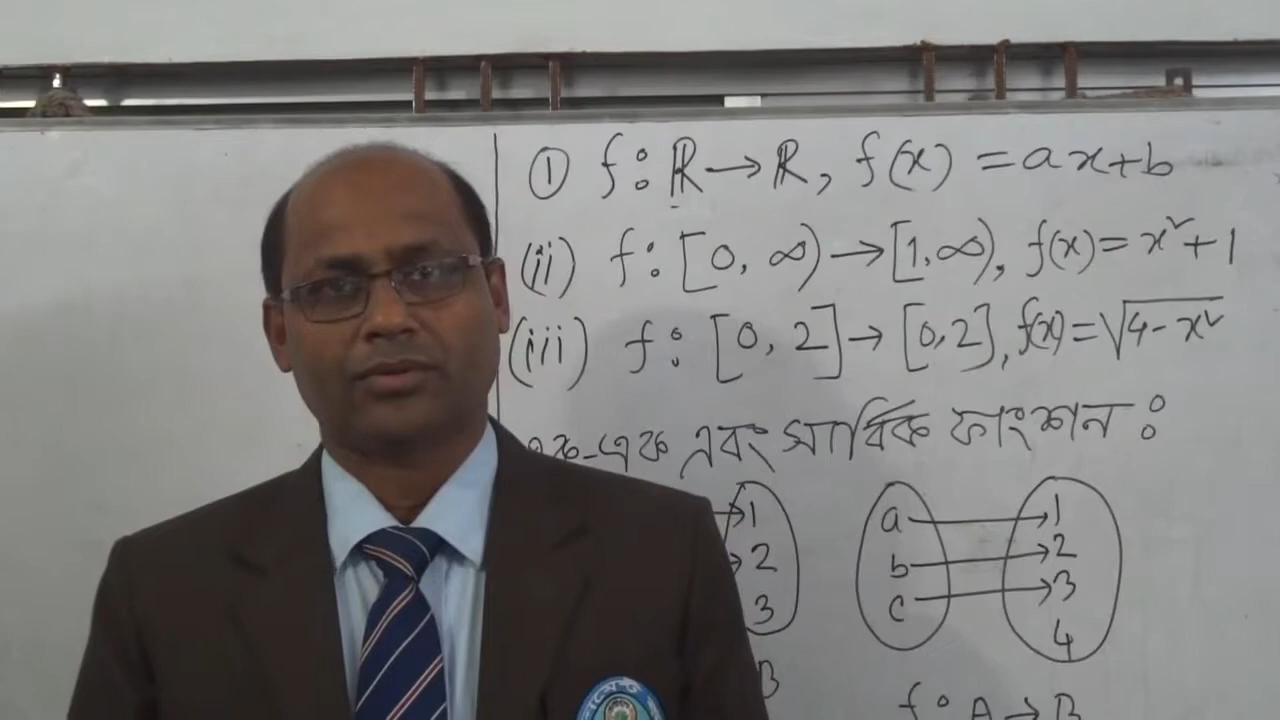 ① f : ℝ → ℝ, f(x) = ax+b
(ii) f : [0, ∞) → [1, ∞), f(x) = x²+1
(iii) f : [0, 2] → [0, 2], f(x) = √4-x²
এক-এক এবং সার্বিক ফাংশন :
1
2
3
B
a 1
b 2
c 3
4
f : A → B